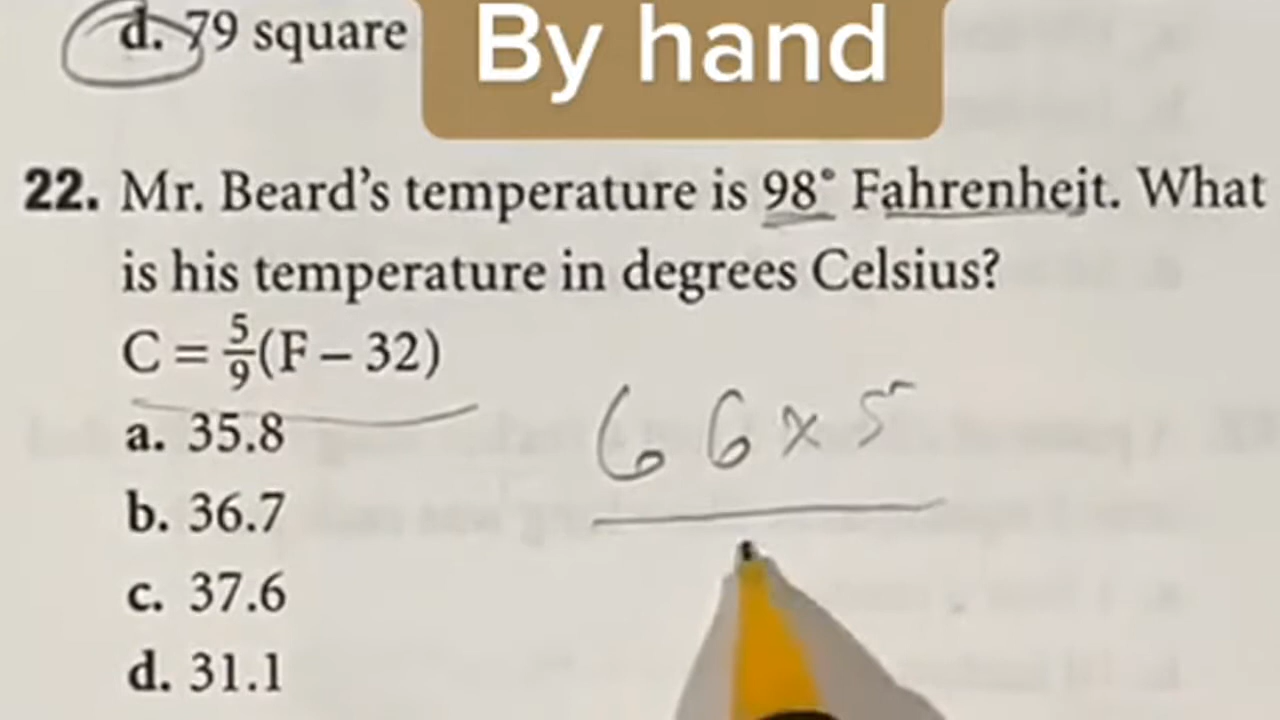 d. 79 square
By hand
22. Mr. Beard's temperature is 98° Fahrenheit. What
is his temperature in degrees Celsius?
C = 5/9(F – 32)
a. 35.8
b. 36.7
c. 37.6
d. 31.1
66 x 5